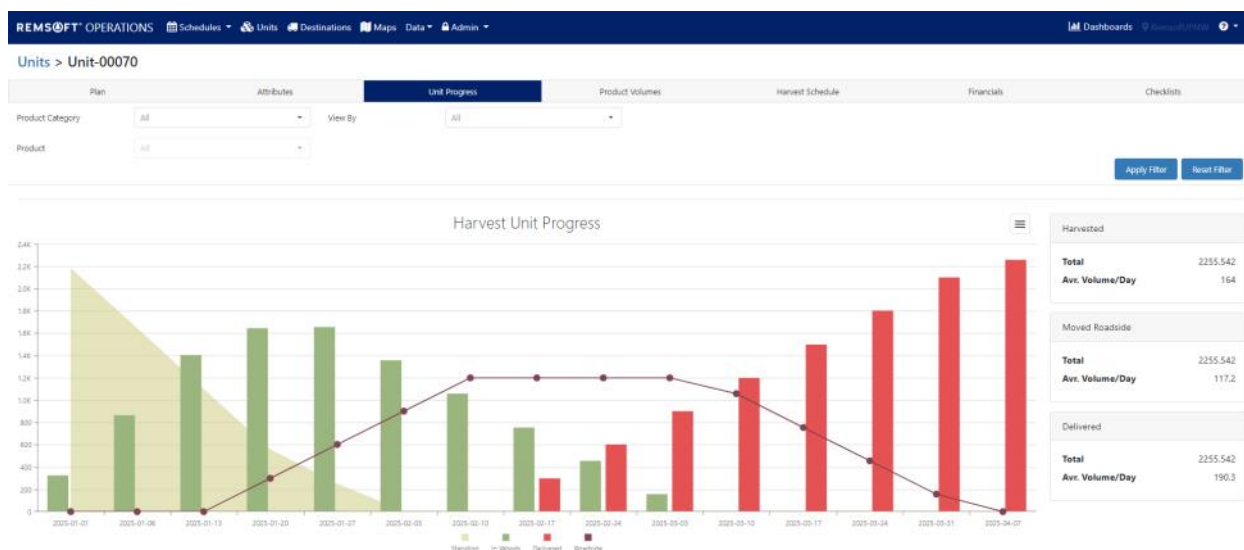 REMSOFT® OPERATIONS Schedules Units Destinations Maps Data Admin Dashboards
Units > Unit-00070
Plan Attributes Unit Progress Product Volumes Harvest Schedule Financials Checklists
Product Category All View By All
Product All
Apply Filter Reset Filter
Harvest Unit Progress
2.4K
2.2K
2.0K
1.8K
1.6K
1.4K
1.2K
1.0K
800
600
400
200
0
2025-01-01 2025-01-06 2025-01-13 2025-01-20 2025-01-27 2025-02-03 2025-02-10 2025-02-17 2025-02-24 2025-03-03 2025-03-10 2025-03-17 2025-03-24 2025-03-31 2025-04-07
Standing In Woods Delivered Roadside
Harvested
Total 2255.542
Avr. Volume/Day 164
Moved Roadside
Total 2255.542
Avr. Volume/Day 117.2
Delivered
Total 2255.542
Avr. Volume/Day 190.3